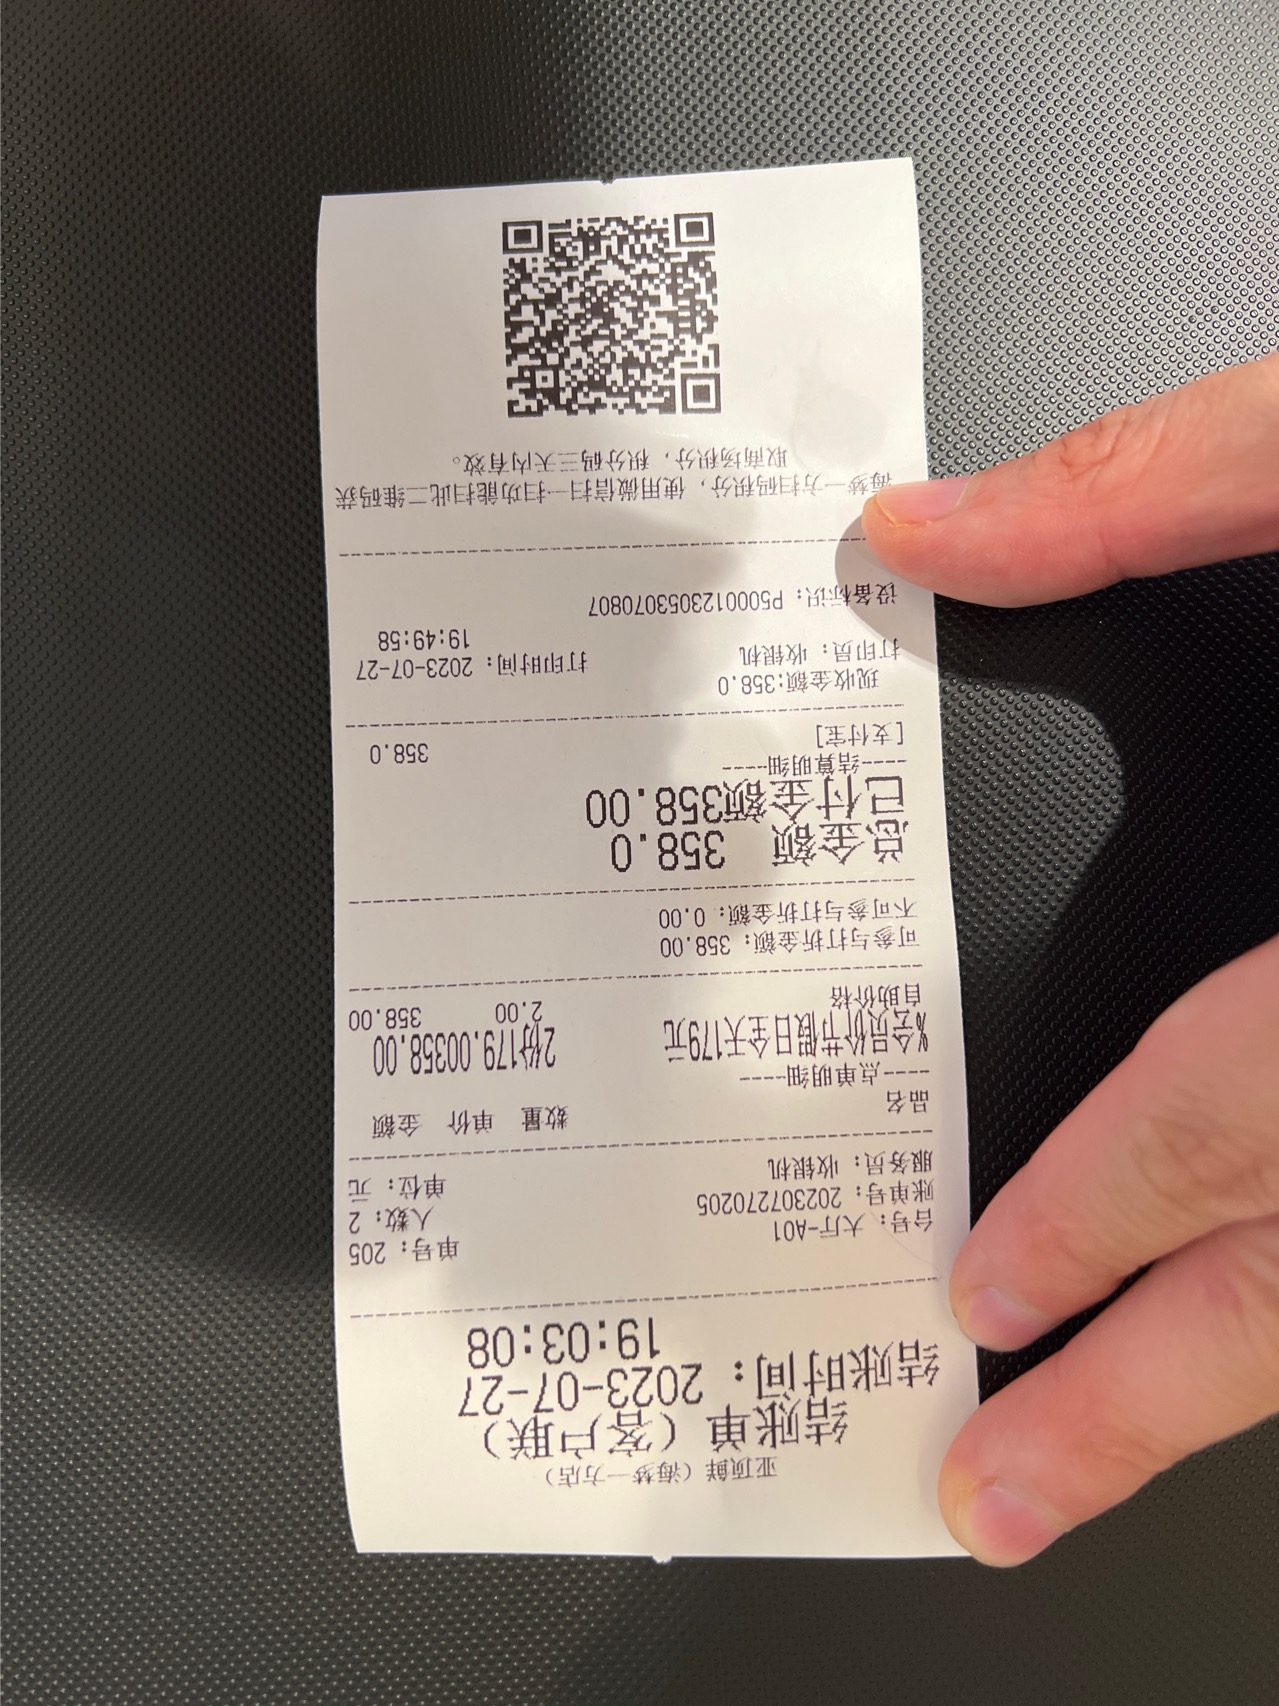 亚顶鲜（海梦一方店）
结账单（客户联）
结账时间：2023-07-27
19:03:08
台号：大厅-A01 单号：205
账单号：202307270205 人数：2
服务员：收银机 单位：元
品名 数量 单价 金额
----点单明细----
%会员价节假日全天179元 2份179.00358.00
自助价格 2.00 358.00
可参与打折金额：358.00
不可参与打折金额：0.00
总金额 358.0
已付金额358.00
----结算明细----
[支付宝] 358.0
现收金额:358.0
打印员：收银机 打印时间：2023-07-27
19:49:58
设备标识：P500012305307​0807
海梦一方扫码积分，使用微信扫一扫功能扫此二维码获
取商场积分，积分码三天内有效。